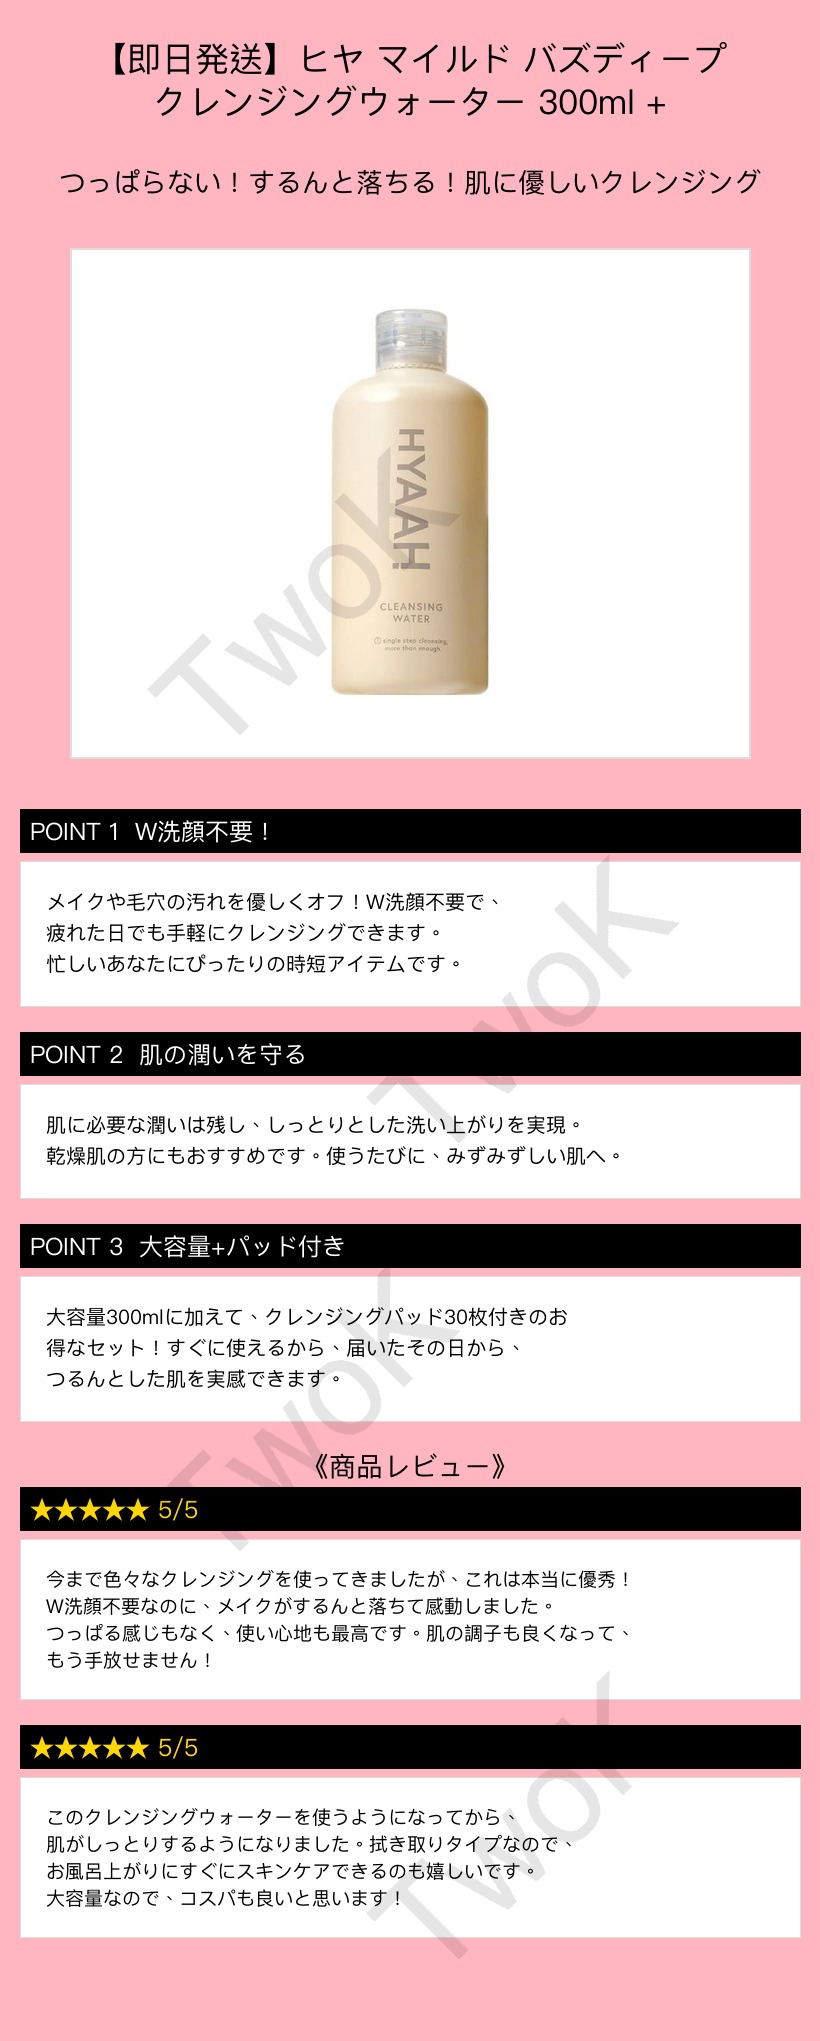 【即日発送】ヒヤ マイルド バズディープ
クレンジングウォーター 300ml +
つっぱらない！するんと落ちる！肌に優しいクレンジング
HYAAH!
CLEANSING
WATER
① single step cleansing,
more than enough.
TwoK
POINT 1 W洗顔不要！
メイクや毛穴の汚れを優しくオフ！W洗顔不要で、
疲れた日でも手軽にクレンジングできます。
忙しいあなたにぴったりの時短アイテムです。
TwoK
POINT 2 肌の潤いを守る
肌に必要な潤いは残し、しっとりとした洗い上がりを実現。
乾燥肌の方にもおすすめです。使うたびに、みずみずしい肌へ。
POINT 3 大容量+パッド付き
大容量300mlに加えて、クレンジングパッド30枚付きのお
得なセット！すぐに使えるから、届いたその日から、
つるんとした肌を実感できます。
TwoK
《商品レビュー》
★★★★★ 5/5
今まで色々なクレンジングを使ってきましたが、これは本当に優秀！
W洗顔不要なのに、メイクがするんと落ちて感動しました。
つっぱる感じもなく、使い心地も最高です。肌の調子も良くなって、
もう手放せません！
★★★★★ 5/5
このクレンジングウォーターを使うようになってから、
肌がしっとりするようになりました。拭き取りタイプなので、
お風呂上がりにすぐにスキンケアできるのも嬉しいです。
大容量なので、コスパも良いと思います！
TwoK